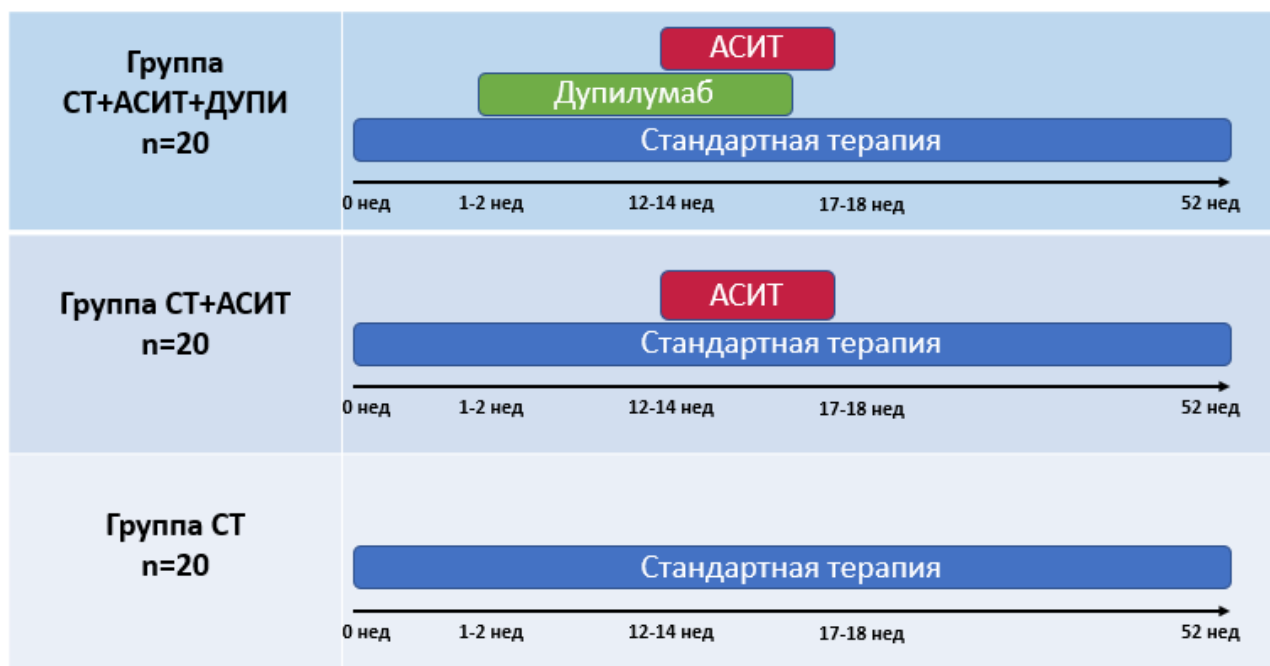 Группа
СТ+АСИТ+ДУПИ
n=20
АСИТ
Дупилумаб
Стандартная терапия
0 нед 1-2 нед 12-14 нед 17-18 нед 52 нед
Группа СТ+АСИТ
n=20
АСИТ
Стандартная терапия
0 нед 1-2 нед 12-14 нед 17-18 нед 52 нед
Группа СТ
n=20
Стандартная терапия
0 нед 1-2 нед 12-14 нед 17-18 нед 52 нед